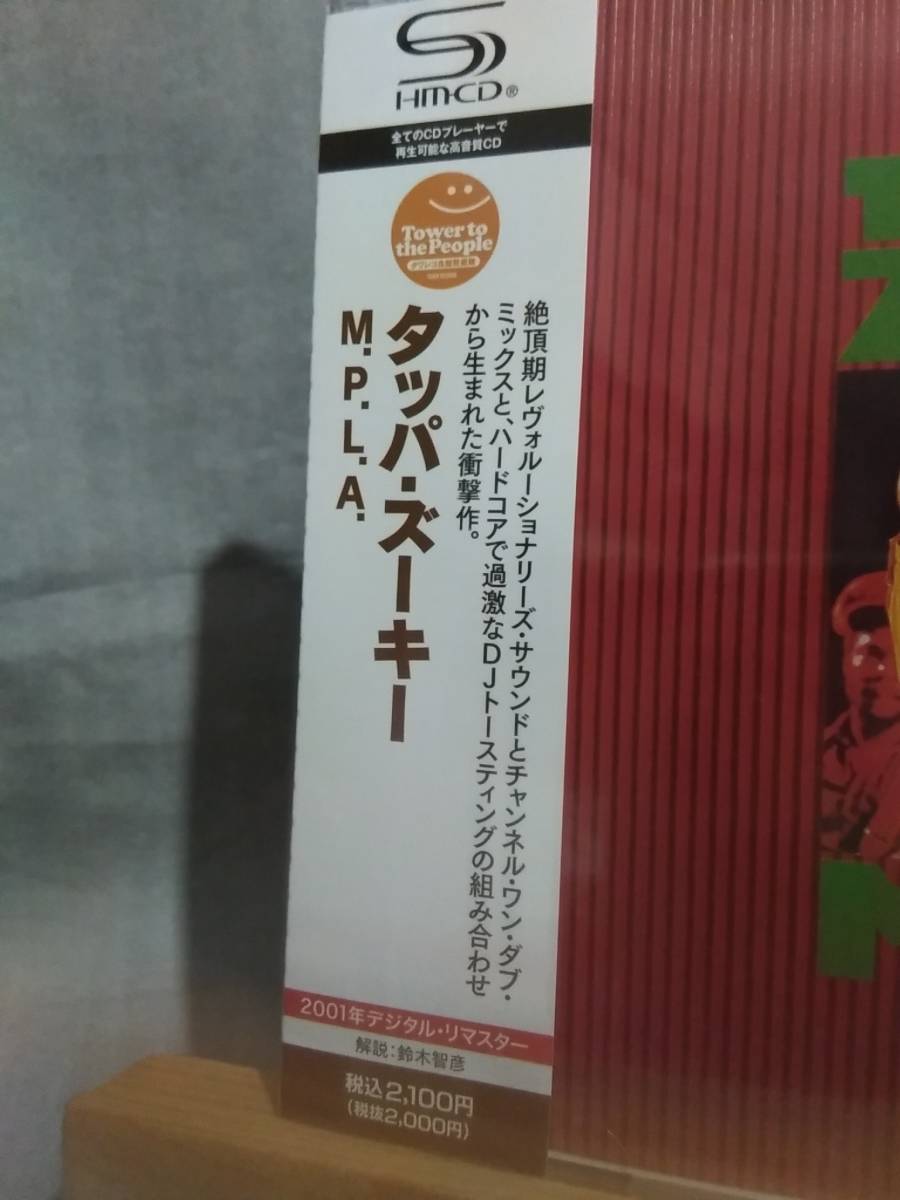 SHM-CD®
全てのCDプレーヤーで
再生可能な高音質CD
Tower to
the People
絶頂期レヴォルーショナリーズ・サウンドとチャンネル・ワン・ダブ・
ミックスと、ハードコアで過激なDJトースティングの組み合わせ
から生まれた衝撃作。
タッパ・ズーキー
M.P.L.A.
2001年デジタル・リマスター
解説：鈴木智彦
税込2,100円
(税抜2,000円)